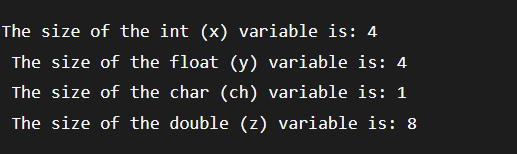 The size of the int (x) variable is: 4
The size of the float (y) variable is: 4
The size of the char (ch) variable is: 1
The size of the double (z) variable is: 8